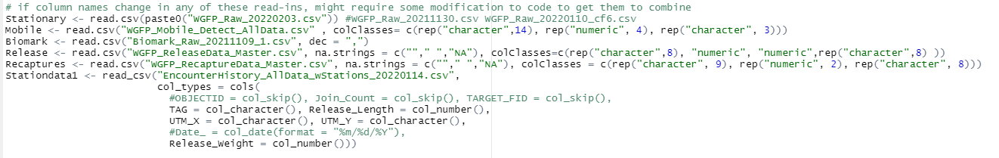 # if column names change in any of these read-ins, might require some modification to code to get them to combine
Stationary <- read.csv(paste0("WGFP_Raw_20220203.csv")) #WGFP_Raw_20211130.csv WGFP_Raw_20220110_cf6.csv
Mobile <- read.csv("WGFP_Mobile_Detect_AllData.csv" , colClasses= c(rep("character",14), rep("numeric", 4), rep("character", 3)))
Biomark <- read.csv("Biomark_Raw_20211109_1.csv", dec = ",")
Release <- read.csv("WGFP_ReleaseData_Master.csv", na.strings = c(""," ","NA"), colClasses=c(rep("character",8), "numeric", "numeric",rep("character",8) ))
Recaptures <- read.csv("WGFP_RecaptureData_Master.csv", na.strings = c(""," ","NA"), colClasses = c(rep("character", 9), rep("numeric", 2), rep("character", 8)))
Stationdata1 <- read_csv("EncounterHistory_AllData_wStations_20220114.csv",
col_types = cols(
#OBJECTID = col_skip(), Join_Count = col_skip(), TARGET_FID = col_skip(),
TAG = col_character(), Release_Length = col_number(),
UTM_X = col_character(), UTM_Y = col_character(),
#Date_ = col_date(format = "%m/%d/%Y"),
Release_Weight = col_number()))